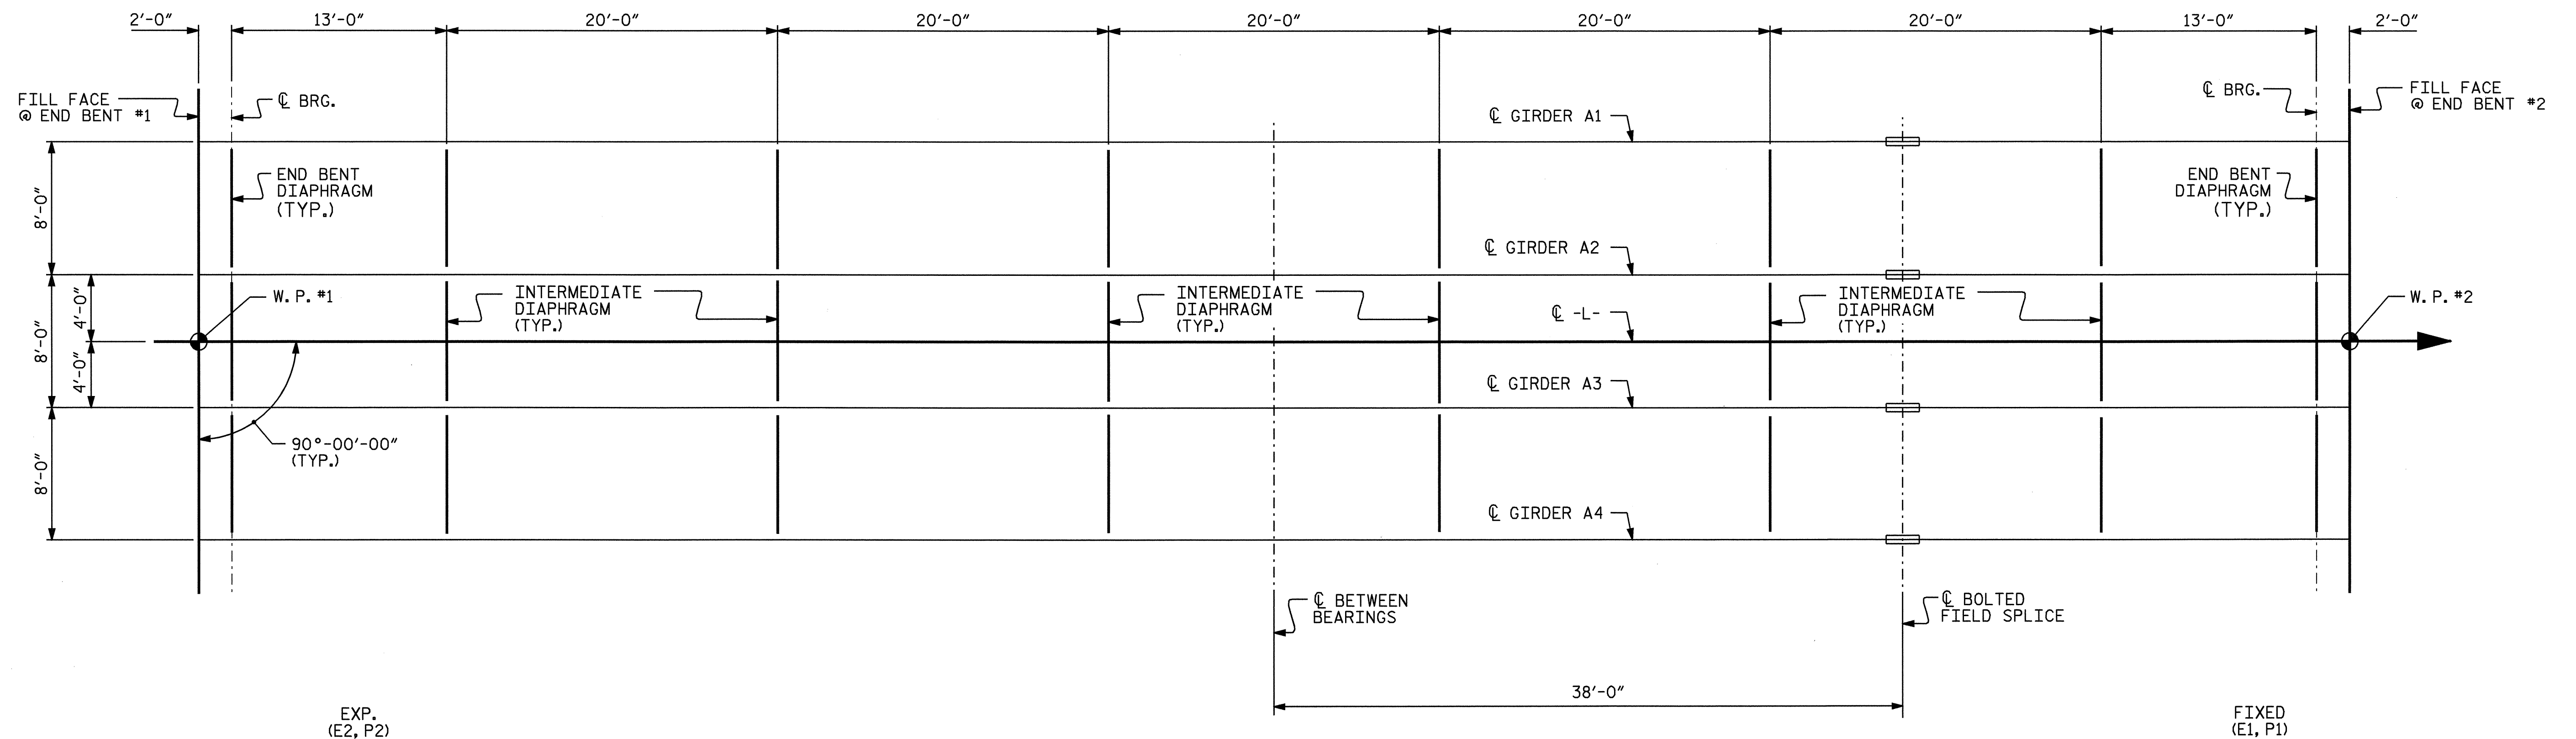 2'-0" 13'-0" 20'-0" 20'-0" 20'-0" 20'-0" 20'-0" 13'-0" 2'-0"
FILL FACE
@ END BENT #1
℄ BRG.
℄ GIRDER A1
℄ BRG.
FILL FACE
@ END BENT #2
8'-0"
END BENT
DIAPHRAGM
(TYP.)
END BENT
DIAPHRAGM
(TYP.)
℄ GIRDER A2
8'-0"
4'-0"
4'-0"
W.P. #1
INTERMEDIATE
DIAPHRAGM
(TYP.)
INTERMEDIATE
DIAPHRAGM
(TYP.)
℄ -L-
INTERMEDIATE
DIAPHRAGM
(TYP.)
W.P. #2
℄ GIRDER A3
90°-00'-00"
(TYP.)
8'-0"
℄ GIRDER A4
℄ BETWEEN
BEARINGS
℄ BOLTED
FIELD SPLICE
38'-0"
EXP.
(E2, P2)
FIXED
(E1, P1)